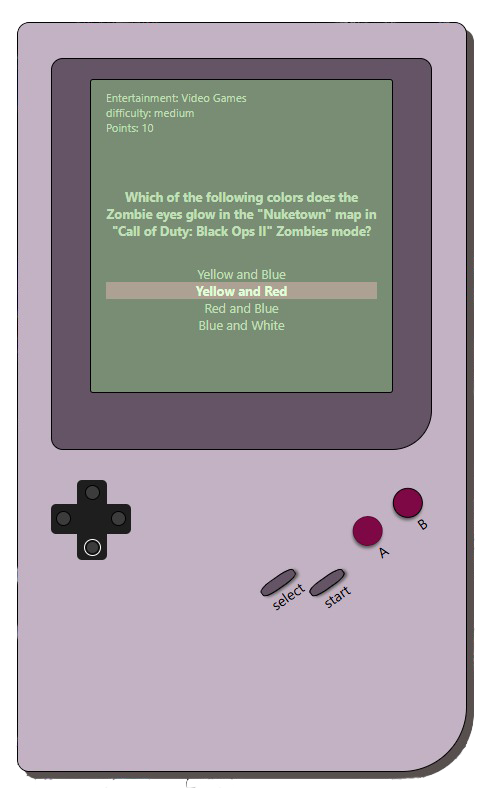 Entertainment: Video Games
difficulty: medium
Points: 10
Which of the following colors does the
Zombie eyes glow in the "Nuketown" map in
"Call of Duty: Black Ops II" Zombies mode?
Yellow and Blue
Yellow and Red
Red and Blue
Blue and White
B
A
select
start